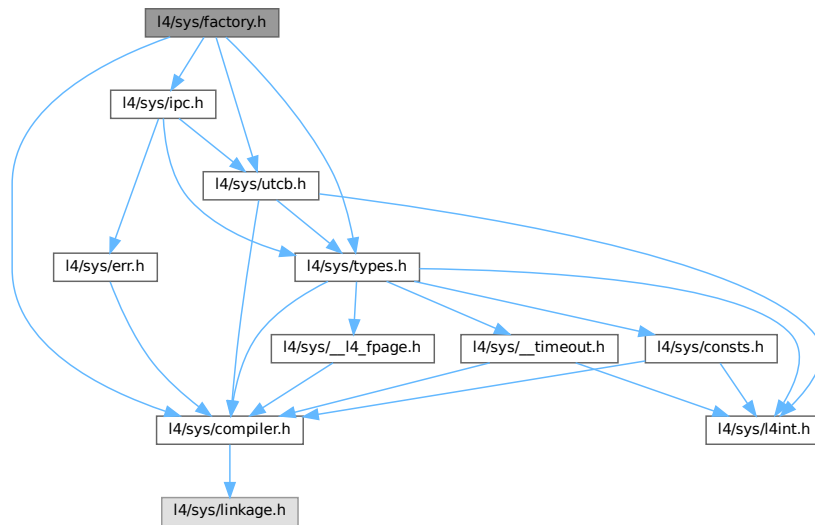 l4/sys/factory.h
l4/sys/ipc.h
l4/sys/utcb.h
l4/sys/err.h
l4/sys/types.h
l4/sys/__l4_fpage.h
l4/sys/__timeout.h
l4/sys/consts.h
l4/sys/compiler.h
l4/sys/l4int.h
l4/sys/linkage.h